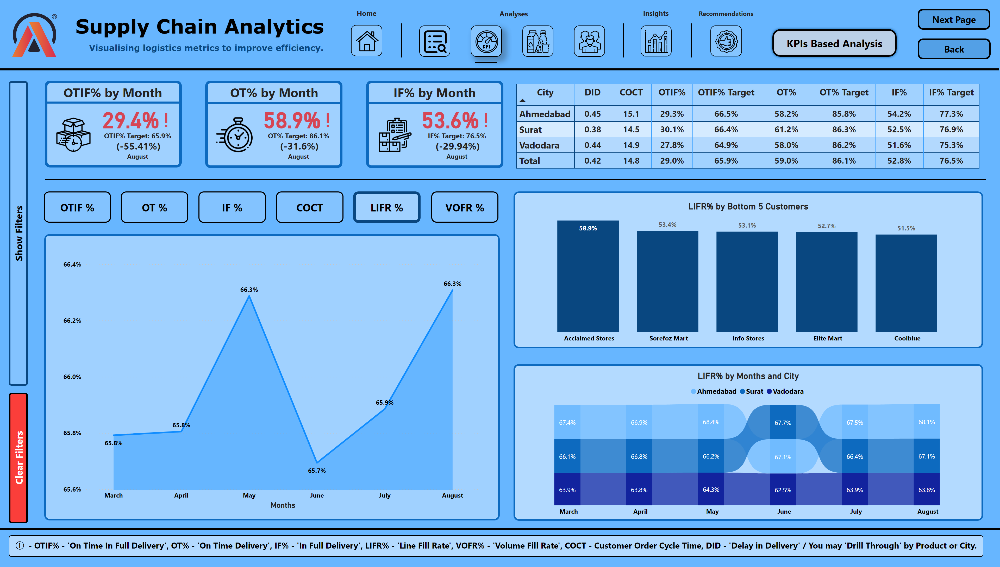 Supply Chain Analytics
®
Visualising logistics metrics to improve efficiency.
Home
Analyses
Insights
Recommendations
KPI
KPIs Based Analysis
Next Page
Back
Show Filters
Clear Filters
OTIF% by Month
29.4% !
OTIF% Target: 65.9%
(-55.41%)
August
OT% by Month
58.9% !
OT% Target: 86.1%
(-31.6%)
August
IF% by Month
53.6% !
IF% Target: 76.5%
(-29.94%)
August
City DID COCT OTIF% OTIF% Target OT% OT% Target IF% IF% Target
Ahmedabad 0.45 15.1 29.3% 66.5% 58.2% 85.8% 54.2% 77.3%
Surat 0.38 14.5 30.1% 66.4% 61.2% 86.3% 52.5% 76.9%
Vadodara 0.44 14.9 27.8% 64.9% 58.0% 86.2% 51.6% 75.3%
Total 0.42 14.8 29.0% 65.9% 59.0% 86.1% 52.8% 76.5%
OTIF % OT % IF % COCT LIFR % VOFR %
66.4%
66.2%
66.0%
65.8%
65.6%
65.8% 65.8% 66.3% 65.7% 65.9% 66.3%
March April May June July August
Months
LIFR% by Bottom 5 Customers
58.9% 53.4% 53.1% 52.7% 51.5%
Acclaimed Stores Sorefoz Mart Info Stores Elite Mart Coolblue
LIFR% by Months and City
Ahmedabad Surat Vadodara
67.4% 66.9% 68.4% 67.7% 67.5% 68.1%
66.1% 66.8% 66.2% 67.1% 66.4% 67.1%
63.9% 63.8% 64.3% 62.5% 63.9% 63.8%
March April May June July August
ⓘ - OTIF% - 'On Time In Full Delivery', OT% - 'On Time Delivery', IF% - 'In Full Delivery', LIFR% - 'Line Fill Rate', VOFR% - 'Volume Fill Rate', COCT - Customer Order Cycle Time, DID - 'Delay in Delivery' / You may 'Drill Through' by Product or City.